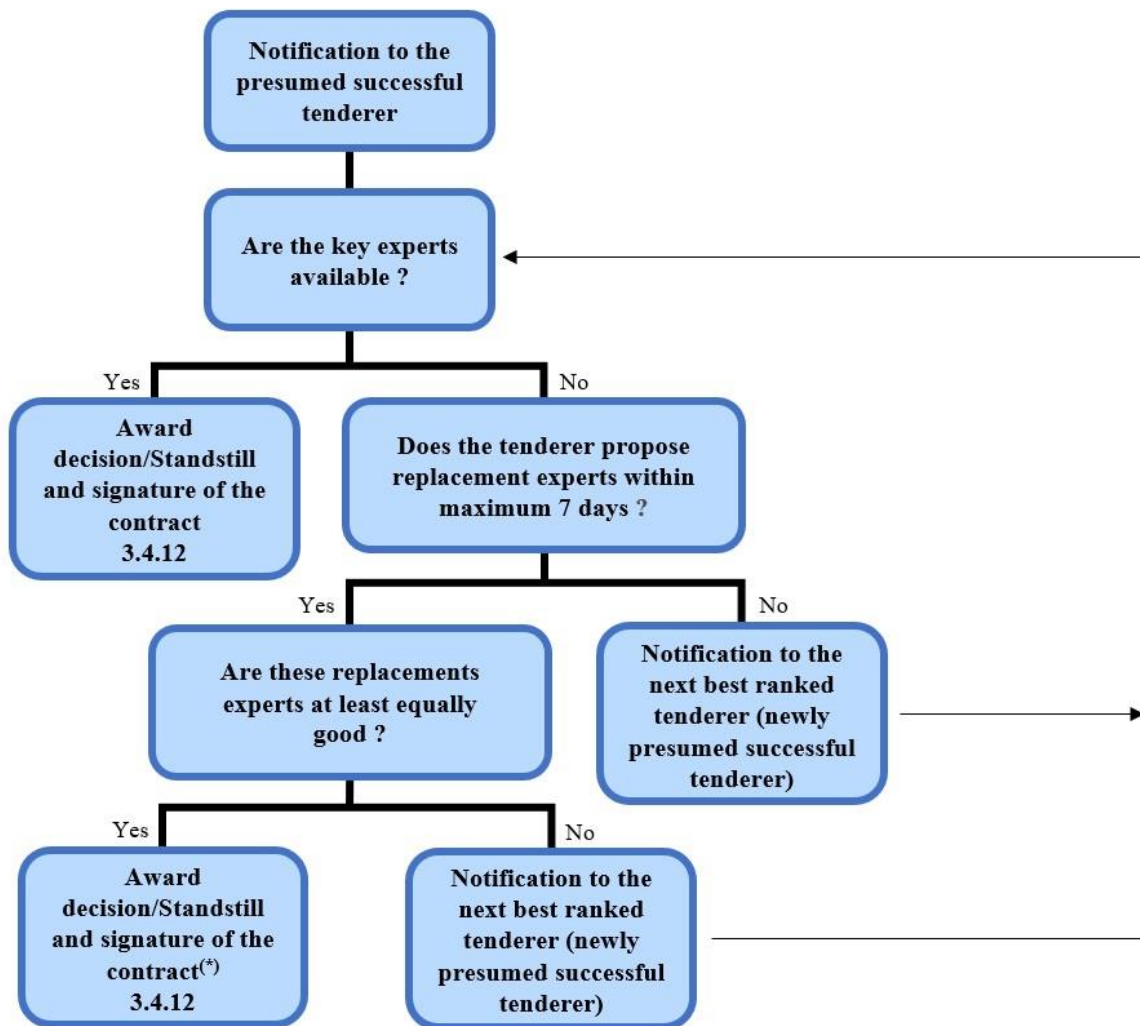 Notification to the
presumed successful
tenderer
Are the key experts
available ?
Yes
No
Award
decision/Standstill
and signature of the
contract
3.4.12
Does the tenderer propose
replacement experts within
maximum 7 days ?
Yes
No
Are these replacements
experts at least equally
good ?
Notification to the
next best ranked
tenderer (newly
presumed successful
tenderer)
Yes
No
Award
decision/Standstill
and signature of the
contract(*)
3.4.12
Notification to the
next best ranked
tenderer (newly
presumed successful
tenderer)